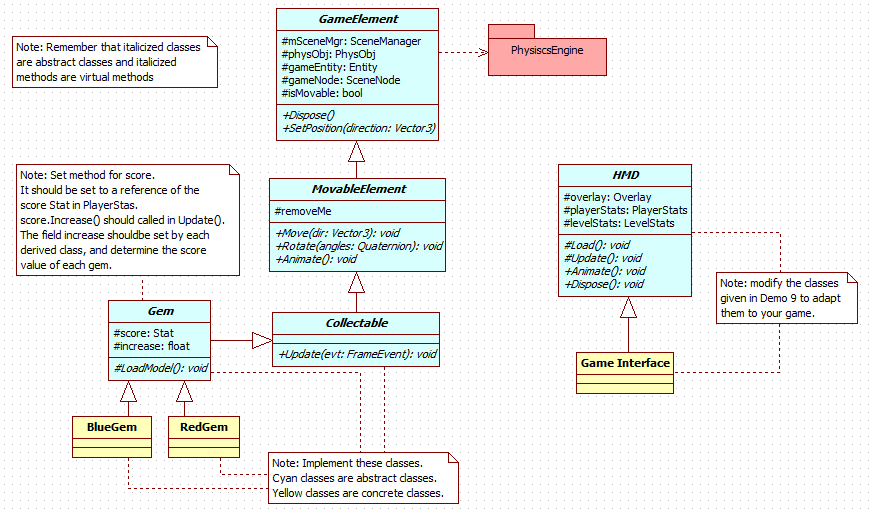 GameElement
#mSceneMgr: SceneManager
#physObj: PhysObj
#gameEntity: Entity
#gameNode: SceneNode
#isMovable: bool
+Dispose()
+SetPosition(direction: Vector3)
PhysiscsEngine
Note: Remember that italicized classes
are abstract classes and italicized
methods are virtual methods
Note: Set method for score.
It should be set to a reference of the
score Stat in PlayerStas.
score.Increase() should called in Update().
The field increase shouldbe set by each
derived class, and determine the score
value of each gem.
MovableElement
#removeMe
+Move(dir: Vector3): void
+Rotate(angles: Quaternion): void
+Animate(): void
HMD
#overlay: Overlay
#playerStats: PlayerStats
#levelStats: LevelStats
#Load(): void
#Update(): void
+Animate(): void
+Dispose(): void
Note: modify the classes
given in Demo 9 to adapt
them to your game.
Gem
#score: Stat
#increase: float
#LoadModel(): void
Collectable
+Update(evt: FrameEvent): void
Game Interface
BlueGem
RedGem
Note: Implement these classes.
Cyan classes are abstract classes.
Yellow classes are concrete classes.